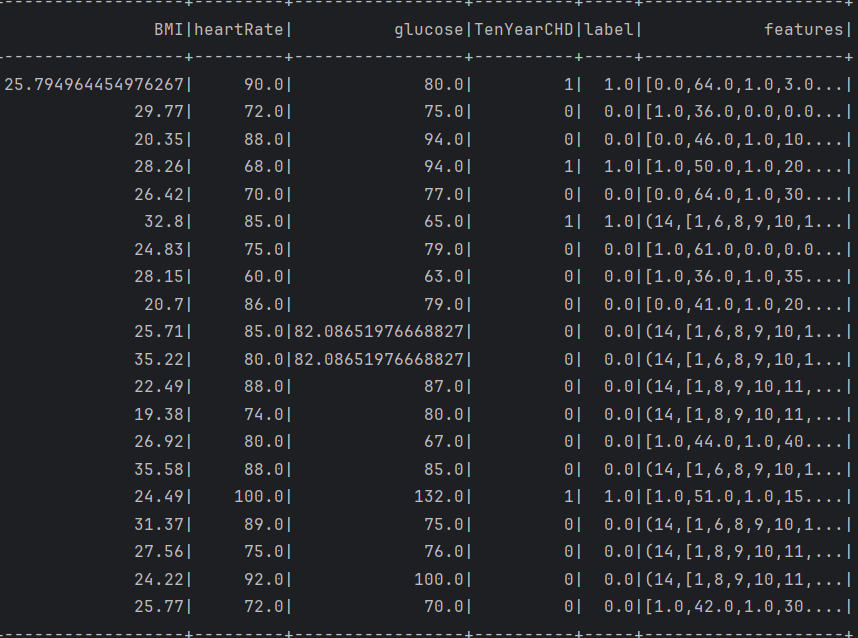 -------------------+---------+-----------------+----------+-----+--------------------+
                BMI|heartRate|          glucose|TenYearCHD|label|            features|
-------------------+---------+-----------------+----------+-----+--------------------+
 25.794964454976267|     90.0|             80.0|         1|  1.0|[0.0,64.0,1.0,3.0...|
              29.77|     72.0|             75.0|         0|  0.0|[1.0,36.0,0.0,0.0...|
              20.35|     88.0|             94.0|         0|  0.0|[0.0,46.0,1.0,10....|
              28.26|     68.0|             94.0|         1|  1.0|[1.0,50.0,1.0,20....|
              26.42|     70.0|             77.0|         0|  0.0|[0.0,64.0,1.0,30....|
               32.8|     85.0|             65.0|         1|  1.0|(14,[1,6,8,9,10,1...|
              24.83|     75.0|             79.0|         0|  0.0|[1.0,61.0,0.0,0.0...|
              28.15|     60.0|             63.0|         0|  0.0|[1.0,36.0,1.0,35....|
               20.7|     86.0|             79.0|         0|  0.0|[0.0,41.0,1.0,20....|
              25.71|     85.0|82.08651976668827|         0|  0.0|(14,[1,6,8,9,10,1...|
              35.22|     80.0|82.08651976668827|         0|  0.0|(14,[1,6,8,9,10,1...|
              22.49|     88.0|             87.0|         0|  0.0|(14,[1,8,9,10,11,...|
              19.38|     74.0|             80.0|         0|  0.0|(14,[1,8,9,10,11,...|
              26.92|     80.0|             67.0|         0|  0.0|[1.0,44.0,1.0,40....|
              35.58|     88.0|             85.0|         0|  0.0|(14,[1,6,8,9,10,1...|
              24.49|    100.0|            132.0|         1|  1.0|[1.0,51.0,1.0,15....|
              31.37|     89.0|             75.0|         0|  0.0|(14,[1,6,8,9,10,1...|
              27.56|     75.0|             76.0|         0|  0.0|(14,[1,8,9,10,11,...|
              24.22|     92.0|            100.0|         0|  0.0|(14,[1,8,9,10,11,...|
              25.77|     72.0|             70.0|         0|  0.0|[1.0,42.0,1.0,30....|
-------------------+---------+-----------------+----------+-----+--------------------+